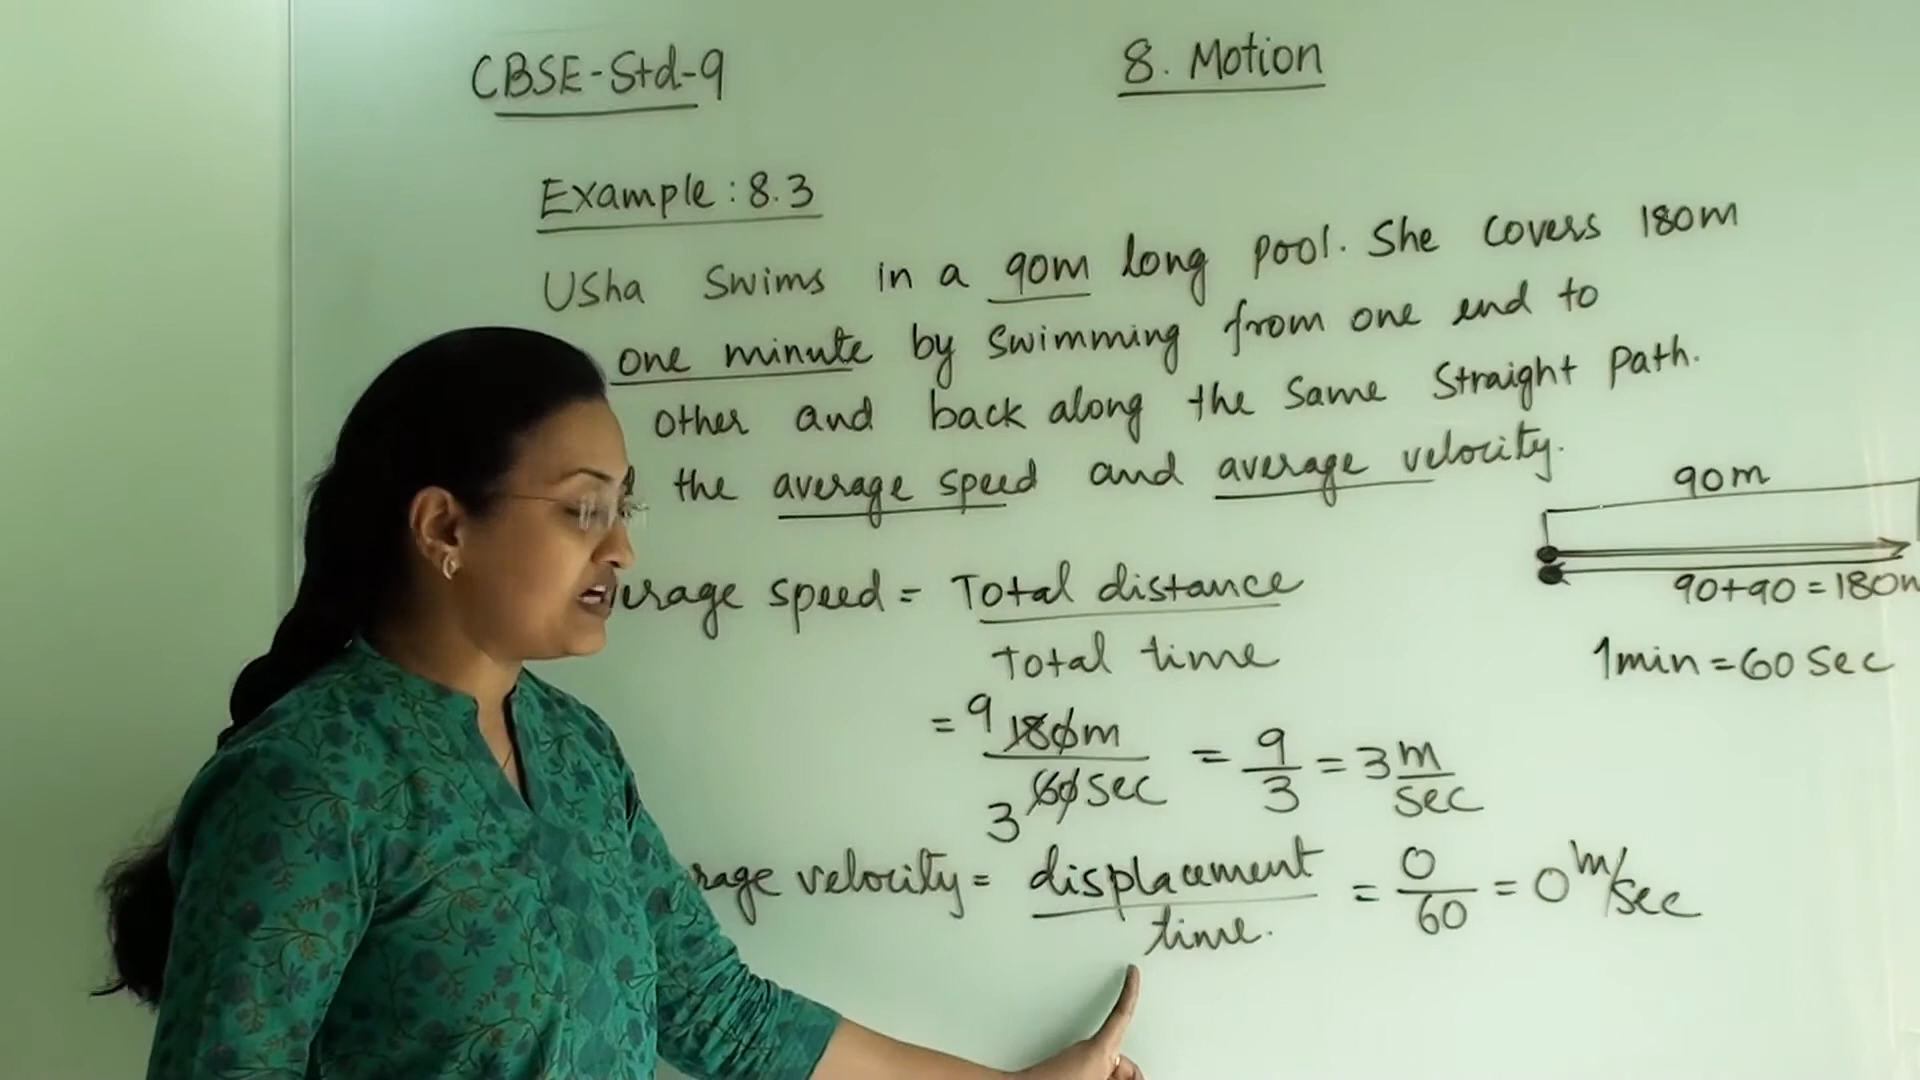 CBSE-Std-9
8. Motion
Example: 8.3
Usha Swims in a 90m long pool. She covers 180m
one minute by swimming from one end to
other and back along the same straight path.
the average speed and average velocity.
90m
90+90=180m
1min=60 sec
speed = Total distance
Total time
= 9 180m
3 60sec
= 9
3
= 3 m
sec
velocity = displacement
time.
= 0
60
= 0 m/sec